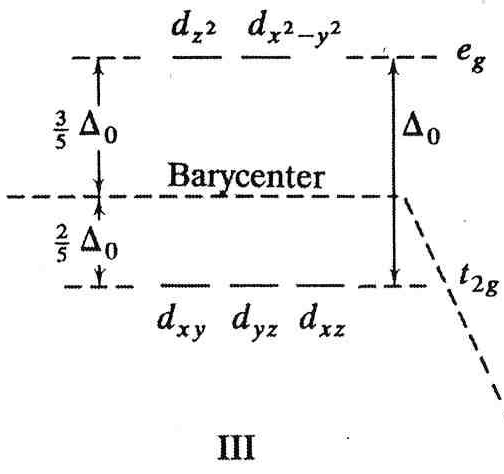 d_{z^2} d_{x^2-y^2}
e_g
3/5 Δ_0
Δ_0
Barycenter
2/5 Δ_0
t_{2g}
d_{xy} d_{yz} d_{xz}
III